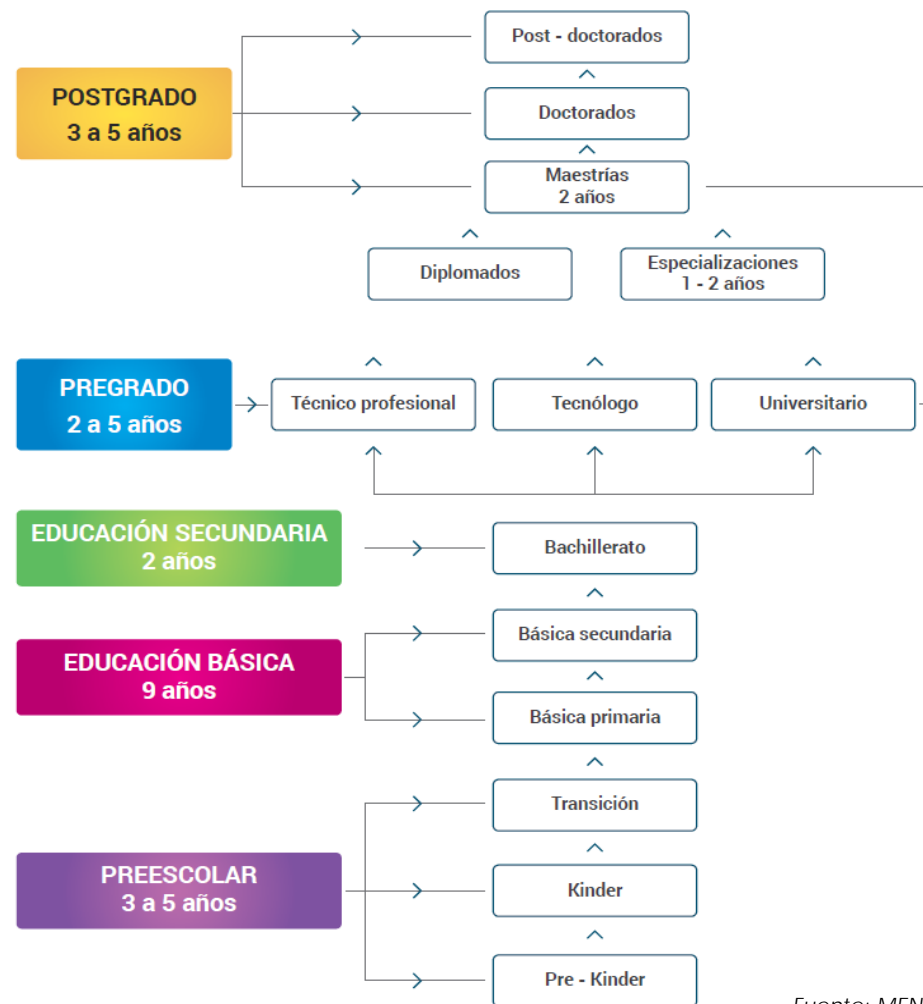 Post - doctorados
POSTGRADO
3 a 5 años
Doctorados
Maestrías
2 años
Diplomados
Especializaciones
1 - 2 años
PREGRADO
2 a 5 años
Técnico profesional
Tecnólogo
Universitario
EDUCACIÓN SECUNDARIA
2 años
Bachillerato
EDUCACIÓN BÁSICA
9 años
Básica secundaria
Básica primaria
Transición
PREESCOLAR
3 a 5 años
Kinder
Pre - Kinder
Fuente: MEN